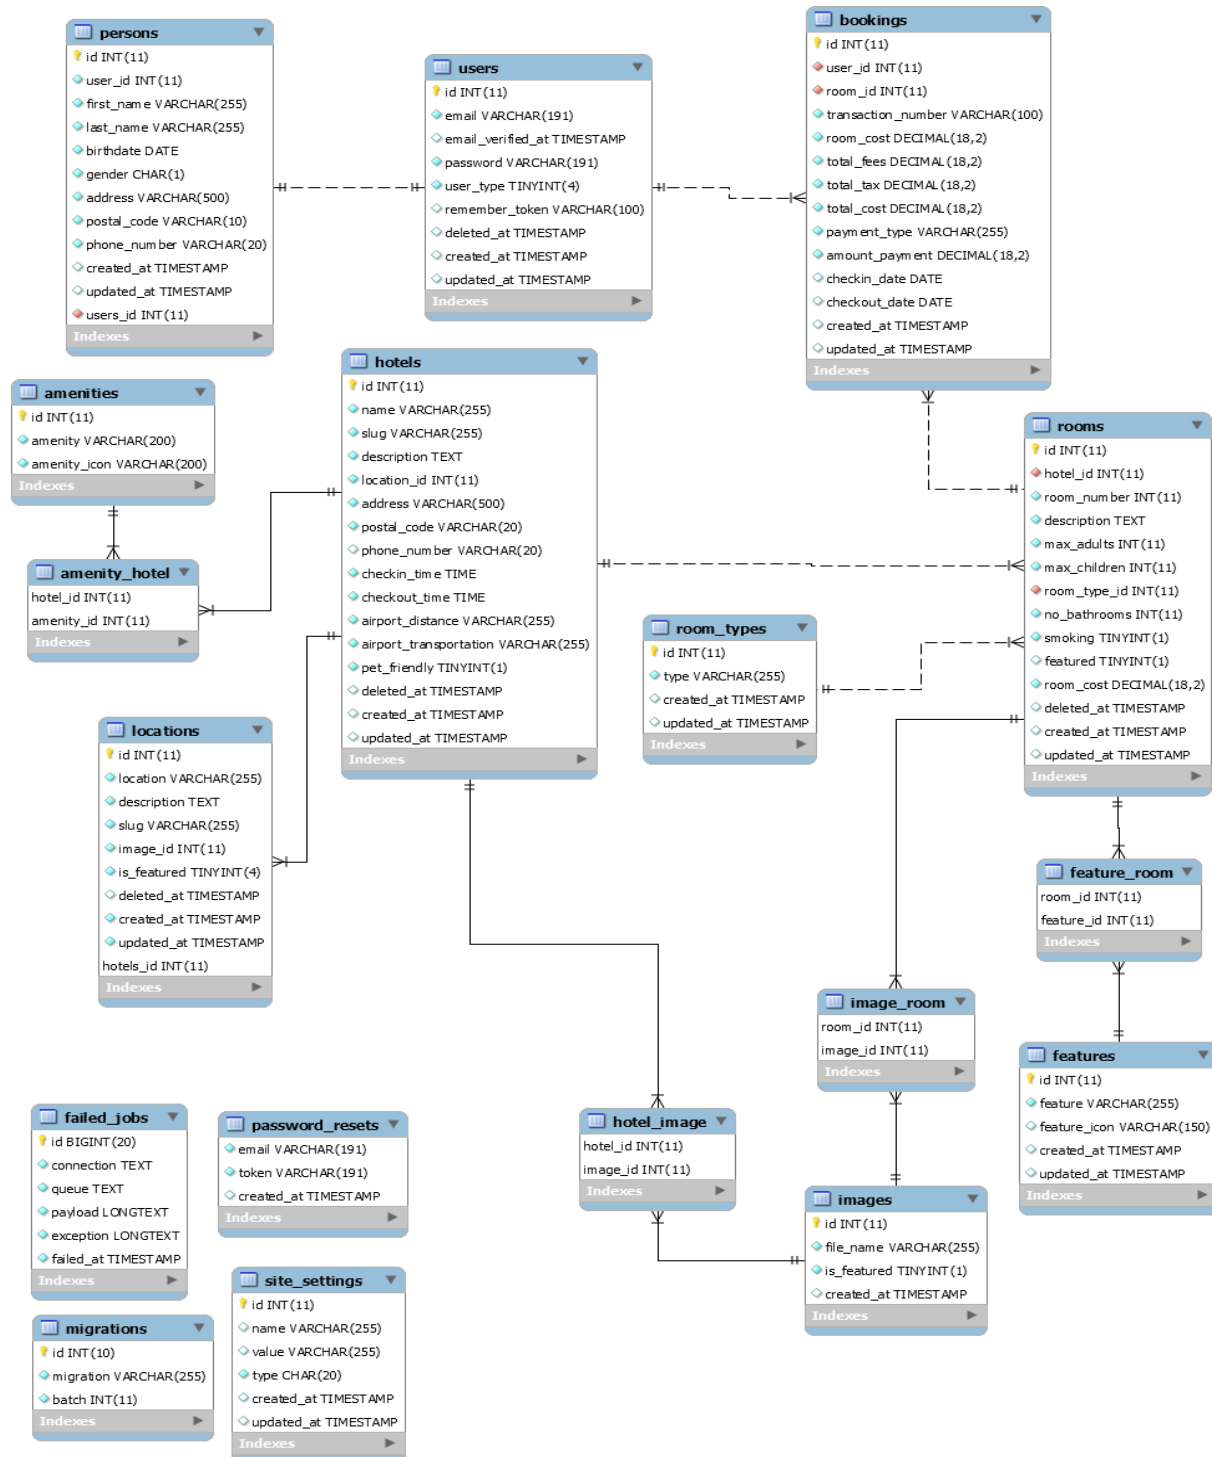 persons
id INT(11)
user_id INT(11)
first_name VARCHAR(255)
last_name VARCHAR(255)
birthdate DATE
gender CHAR(1)
address VARCHAR(500)
postal_code VARCHAR(10)
phone_number VARCHAR(20)
created_at TIMESTAMP
updated_at TIMESTAMP
users_id INT(11)
Indexes
users
id INT(11)
email VARCHAR(191)
email_verified_at TIMESTAMP
password VARCHAR(191)
user_type TINYINT(4)
remember_token VARCHAR(100)
deleted_at TIMESTAMP
created_at TIMESTAMP
updated_at TIMESTAMP
Indexes
bookings
id INT(11)
user_id INT(11)
room_id INT(11)
transaction_number VARCHAR(100)
room_cost DECIMAL(18,2)
total_fees DECIMAL(18,2)
total_tax DECIMAL(18,2)
total_cost DECIMAL(18,2)
payment_type VARCHAR(255)
amount_payment DECIMAL(18,2)
checkin_date DATE
checkout_date DATE
created_at TIMESTAMP
updated_at TIMESTAMP
Indexes
amenities
id INT(11)
amenity VARCHAR(200)
amenity_icon VARCHAR(200)
Indexes
hotels
id INT(11)
name VARCHAR(255)
slug VARCHAR(255)
description TEXT
location_id INT(11)
address VARCHAR(500)
postal_code VARCHAR(20)
phone_number VARCHAR(20)
checkin_time TIME
checkout_time TIME
airport_distance VARCHAR(255)
airport_transportation VARCHAR(255)
pet_friendly TINYINT(1)
deleted_at TIMESTAMP
created_at TIMESTAMP
updated_at TIMESTAMP
Indexes
rooms
id INT(11)
hotel_id INT(11)
room_number INT(11)
description TEXT
max_adults INT(11)
max_children INT(11)
room_type_id INT(11)
no_bathrooms INT(11)
smoking TINYINT(1)
featured TINYINT(1)
room_cost DECIMAL(18,2)
deleted_at TIMESTAMP
created_at TIMESTAMP
updated_at TIMESTAMP
Indexes
amenity_hotel
hotel_id INT(11)
amenity_id INT(11)
Indexes
room_types
id INT(11)
type VARCHAR(255)
created_at TIMESTAMP
updated_at TIMESTAMP
Indexes
locations
id INT(11)
location VARCHAR(255)
description TEXT
slug VARCHAR(255)
image_id INT(11)
is_featured TINYINT(4)
deleted_at TIMESTAMP
created_at TIMESTAMP
updated_at TIMESTAMP
hotels_id INT(11)
Indexes
feature_room
room_id INT(11)
feature_id INT(11)
Indexes
image_room
room_id INT(11)
image_id INT(11)
Indexes
features
id INT(11)
feature VARCHAR(255)
feature_icon VARCHAR(150)
created_at TIMESTAMP
updated_at TIMESTAMP
Indexes
failed_jobs
id BIGINT(20)
connection TEXT
queue TEXT
payload LONGTEXT
exception LONGTEXT
failed_at TIMESTAMP
Indexes
password_resets
email VARCHAR(191)
token VARCHAR(191)
created_at TIMESTAMP
Indexes
hotel_image
hotel_id INT(11)
image_id INT(11)
Indexes
images
id INT(11)
file_name VARCHAR(255)
is_featured TINYINT(1)
created_at TIMESTAMP
Indexes
site_settings
id INT(11)
name VARCHAR(255)
value VARCHAR(255)
type CHAR(20)
created_at TIMESTAMP
updated_at TIMESTAMP
Indexes
migrations
id INT(10)
migration VARCHAR(255)
batch INT(11)
Indexes